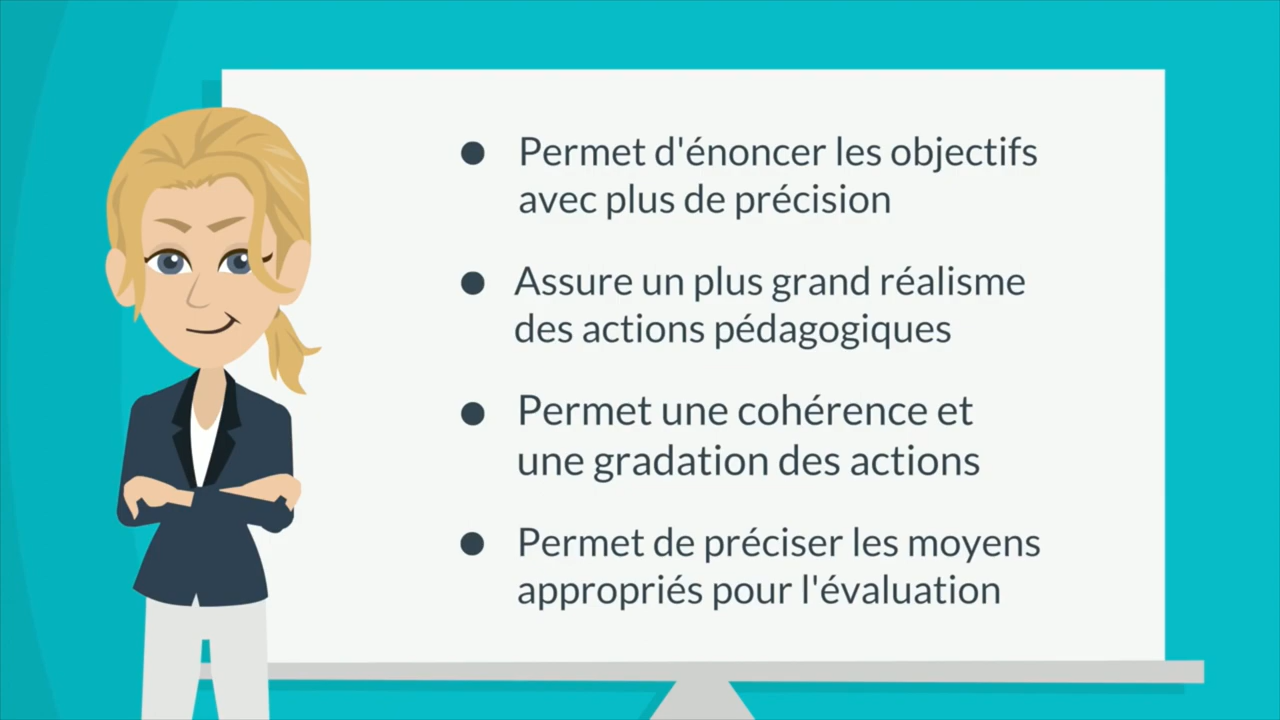 ● Permet d'énoncer les objectifs
avec plus de précision
● Assure un plus grand réalisme
des actions pédagogiques
● Permet une cohérence et
une gradation des actions
● Permet de préciser les moyens
appropriés pour l'évaluation